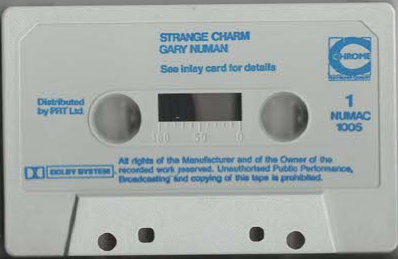 STRANGE CHARM
GARY NUMAN
See inlay card for details
CHROME
Distributed
by PRT Ltd.
1
NUMAC
1005
100 50 0
DOLBY SYSTEM
All rights of the Manufacturer and of the Owner of the
recorded work reserved. Unauthorised Public Performance,
Broadcasting and copying of this tape is prohibited.